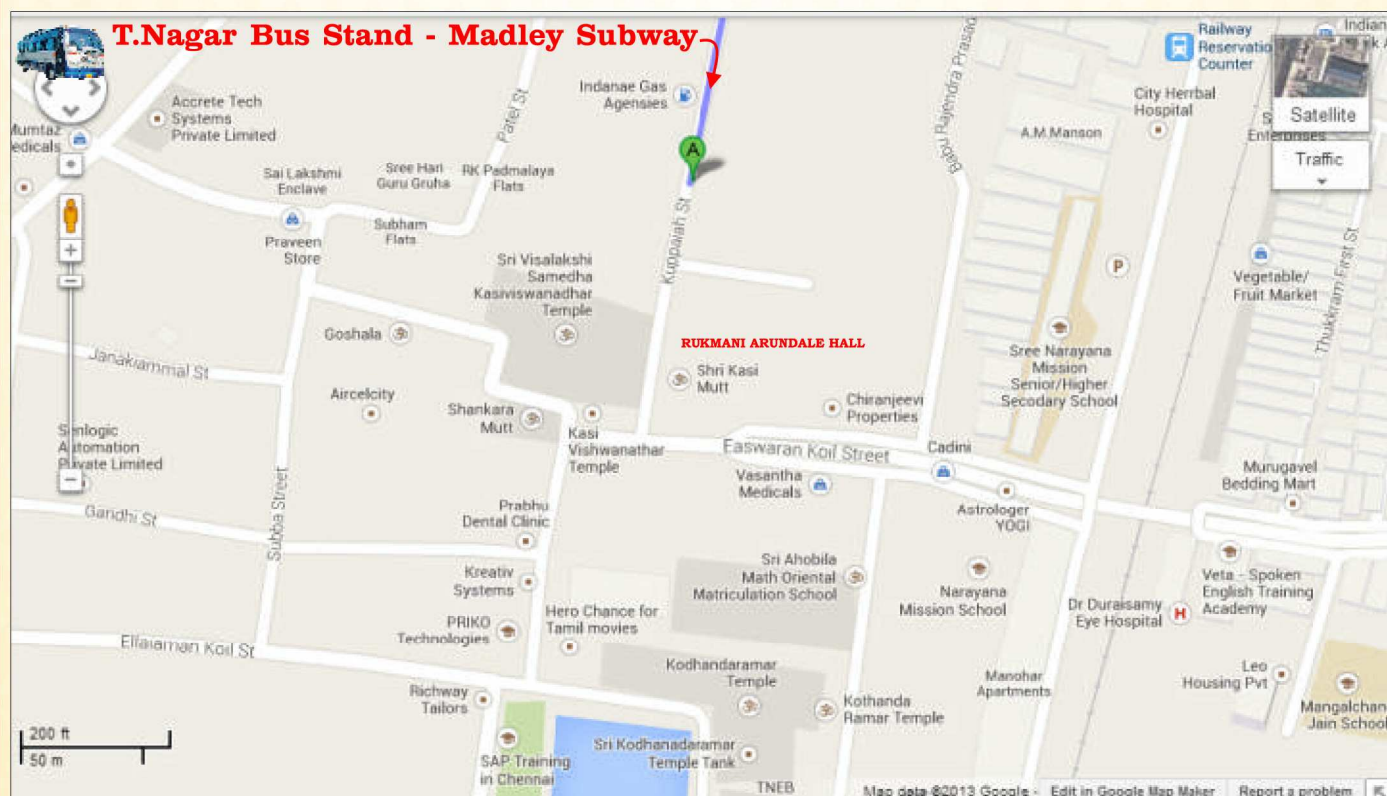 T.Nagar Bus Stand - Madley Subway
Railway
Reservatio
Counter
Indian
Satellite
Traffic
Indanae Gas
Agensies
Accrete Tech
Systems
Private Limited
Mumtaz
edicals
Patel St
Babu Rajendra Prasad
A.M.Manson
City Herrbal
Hospital
Enterprises
A
Sai Lakshmi
Enclave
Sree Hari
Guru Gruha
RK Padmalaya
Flats
Subham
Flats
Praveen
Store
Kuppaiah St
P
Vegetable/
Fruit Market
Thukkram First St
Sri Visalakshi
Samedha
Kasiviswanadhar
Temple
Goshala
RUKMANI ARUNDALE HALL
Shri Kasi
Mutt
Sree Narayana
Mission
Senior/Higher
Secodary School
Janakiammal St
Aircelcity
Shankara
Mutt
Kasi
Vishwanathar
Temple
Chiranjeevi
Properties
Easwaran Koil Street
Cadini
Senlogic
Automation
Private Limited
Vasantha
Medicals
Murugavel
Bedding Mart
Astrologer
YOGI
Gandhi St
Subba Street
Prabhu
Dental Clinic
Sri Ahobila
Math Oriental
Matriculation School
Kreativ
Systems
Narayana
Mission School
Veta - Spoken
English Training
Academy
Dr Duraisamy
Eye Hospital
H
PRIKO
Technologies
Hero Chance for
Tamil movies
Ellaiaman Koil St
Kodhandaramar
Temple
Manohar
Apartments
Leo
Housing Pvt
Richway
Tailors
Kothanda
Ramar Temple
Mangalchan
Jain School
200 ft
50 m
SAP Training
in Chennai
Sri Kodhanadaramar
Temple Tank
TNEB
Map data ©2013 Google - Edit in Google Map Maker Report a problem